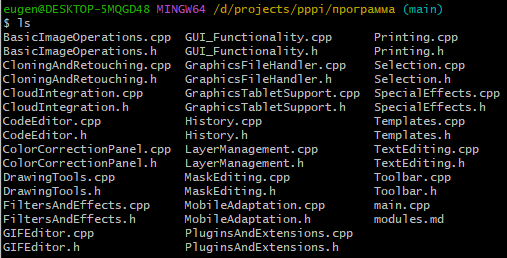 eugen@DESKTOP-5MQGD48 MINGW64 /d/projects/pppi/программа (main)
$ ls
BasicImageOperations.cpp  GUI_Functionality.cpp      Printing.cpp
BasicImageOperations.h    GUI_Functionality.h        Printing.h
CloningAndRetouching.cpp  GraphicsFileHandler.cpp    Selection.cpp
CloningAndRetouching.h    GraphicsFileHandler.h      Selection.h
CloudIntegration.cpp      GraphicsTabletSupport.cpp  SpecialEffects.cpp
CloudIntegration.h        GraphicsTabletSupport.h    SpecialEffects.h
CodeEditor.cpp            History.cpp                Templates.cpp
CodeEditor.h              History.h                  Templates.h
ColorCorrectionPanel.cpp  LayerManagement.cpp        TextEditing.cpp
ColorCorrectionPanel.h    LayerManagement.h          TextEditing.h
DrawingTools.cpp          MaskEditing.cpp            Toolbar.cpp
DrawingTools.h            MaskEditing.h              Toolbar.h
FiltersAndEffects.cpp     MobileAdaptation.cpp       main.cpp
FiltersAndEffects.h       MobileAdaptation.h         modules.md
GIFEditor.cpp             PluginsAndExtensions.cpp
GIFEditor.h               PluginsAndExtensions.h